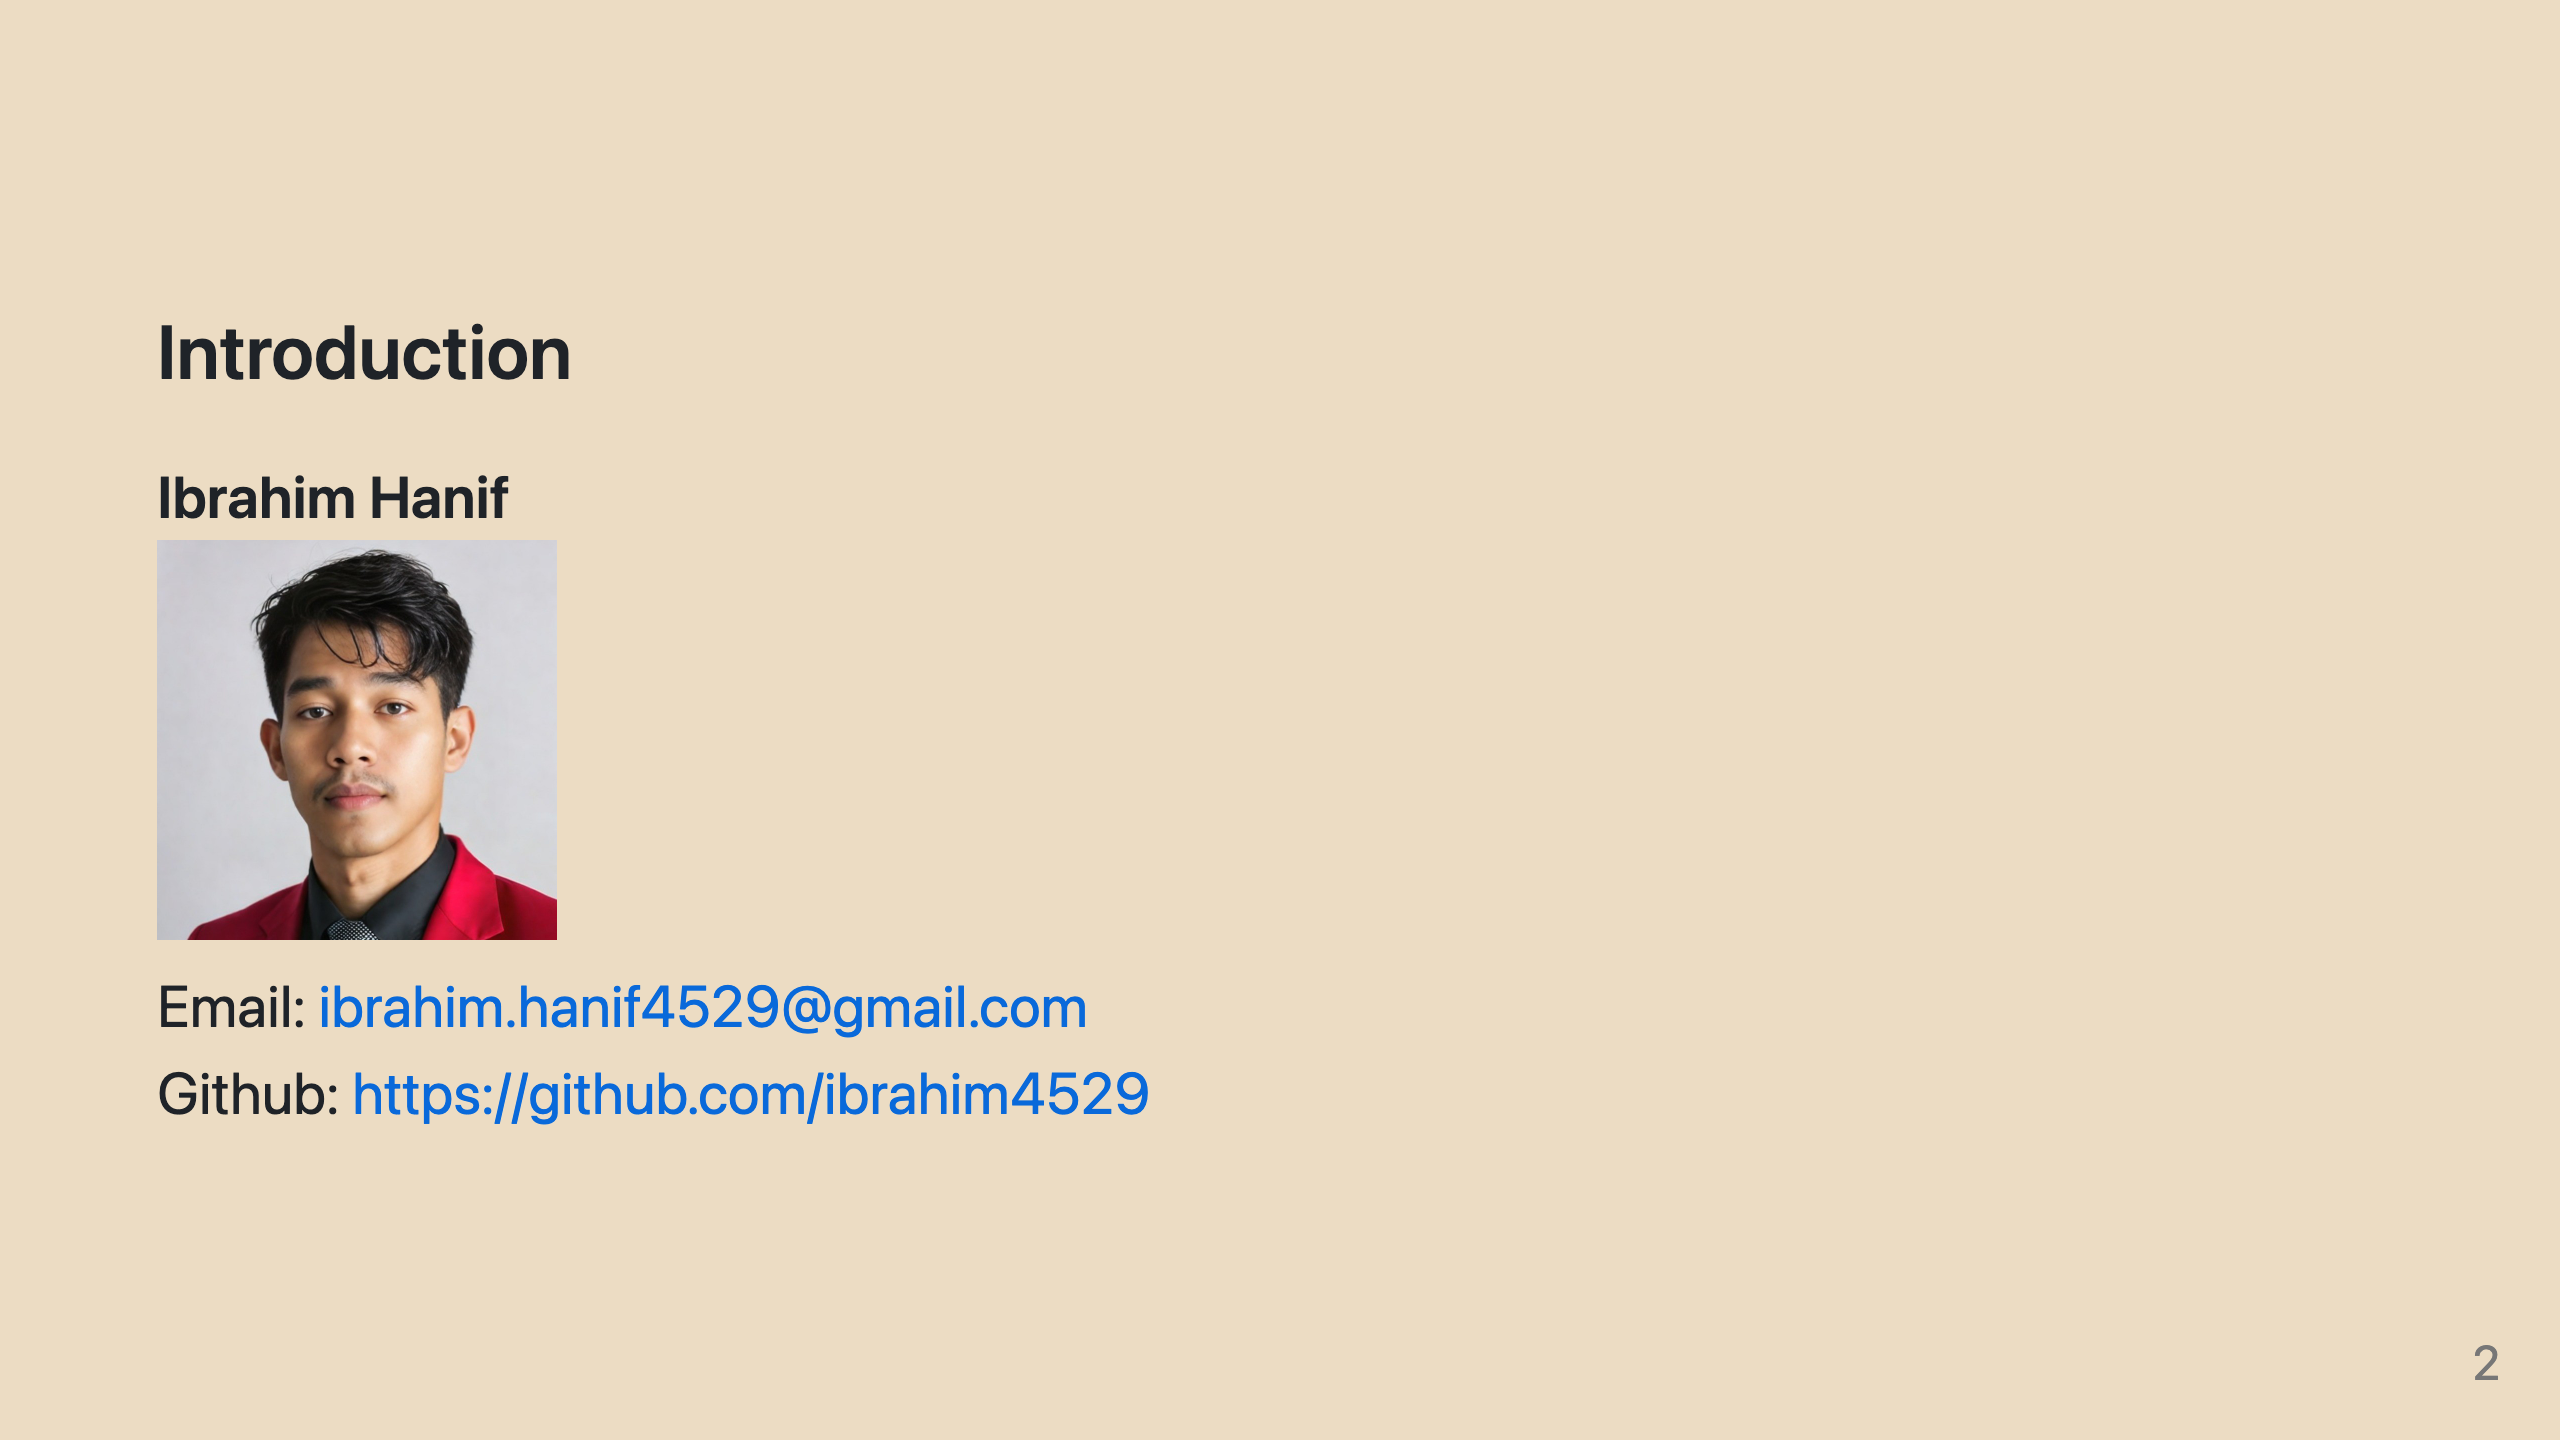 Introduction
Ibrahim Hanif
Email: ibrahim.hanif4529@gmail.com
Github: https://github.com/ibrahim4529
2